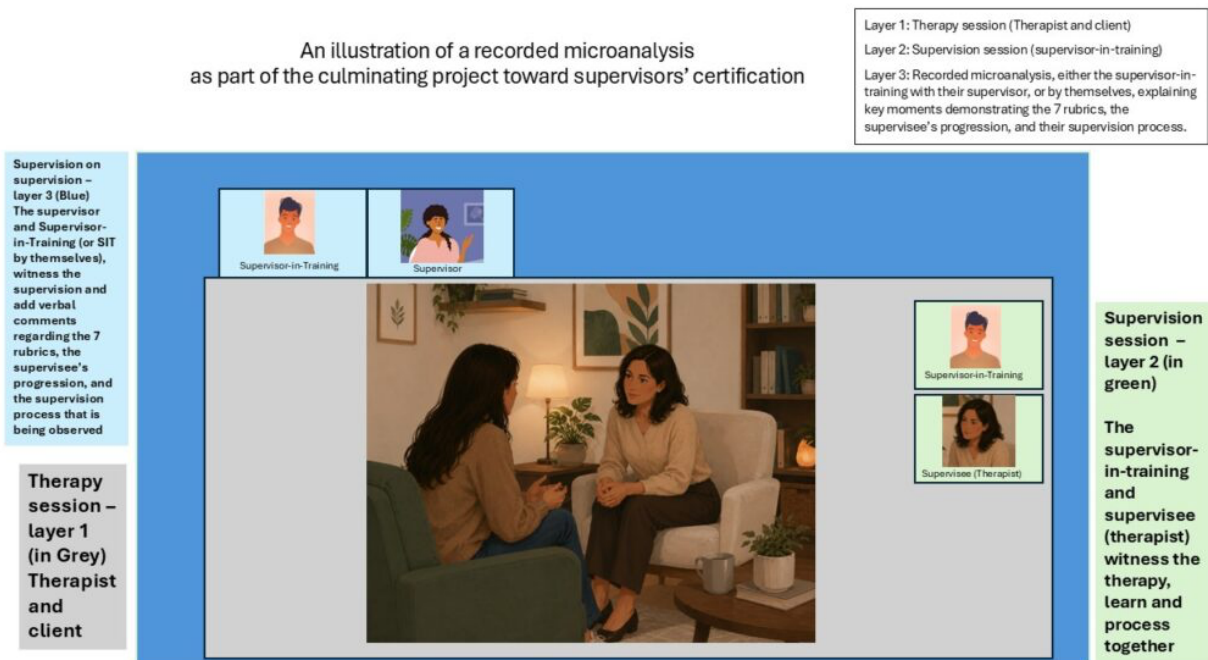 An illustration of a recorded microanalysis
as part of the culminating project toward supervisors' certification
Layer 1: Therapy session (Therapist and client)
Layer 2: Supervision session (supervisor-in-training)
Layer 3: Recorded microanalysis, either the supervisor-in-
training with their supervisor, or by themselves, explaining
key moments demonstrating the 7 rubrics, the
supervisee's progression, and their supervision process.
Supervision on
supervision –
layer 3 (Blue)
The supervisor
and Supervisor-
in-Training (or SIT
by themselves),
witness the
supervision and
add verbal
comments
regarding the 7
rubrics, the
supervisee's
progression, and
the supervision
process that is
being observed
Therapy
session –
layer 1
(in Grey)
Therapist
and
client
Supervisor-in-Training
Supervisor
Supervisor-in-Training
Supervisee (Therapist)
Supervision
session –
layer 2 (in
green)
The
supervisor-
in-training
and
supervisee
(therapist)
witness the
therapy,
learn and
process
together